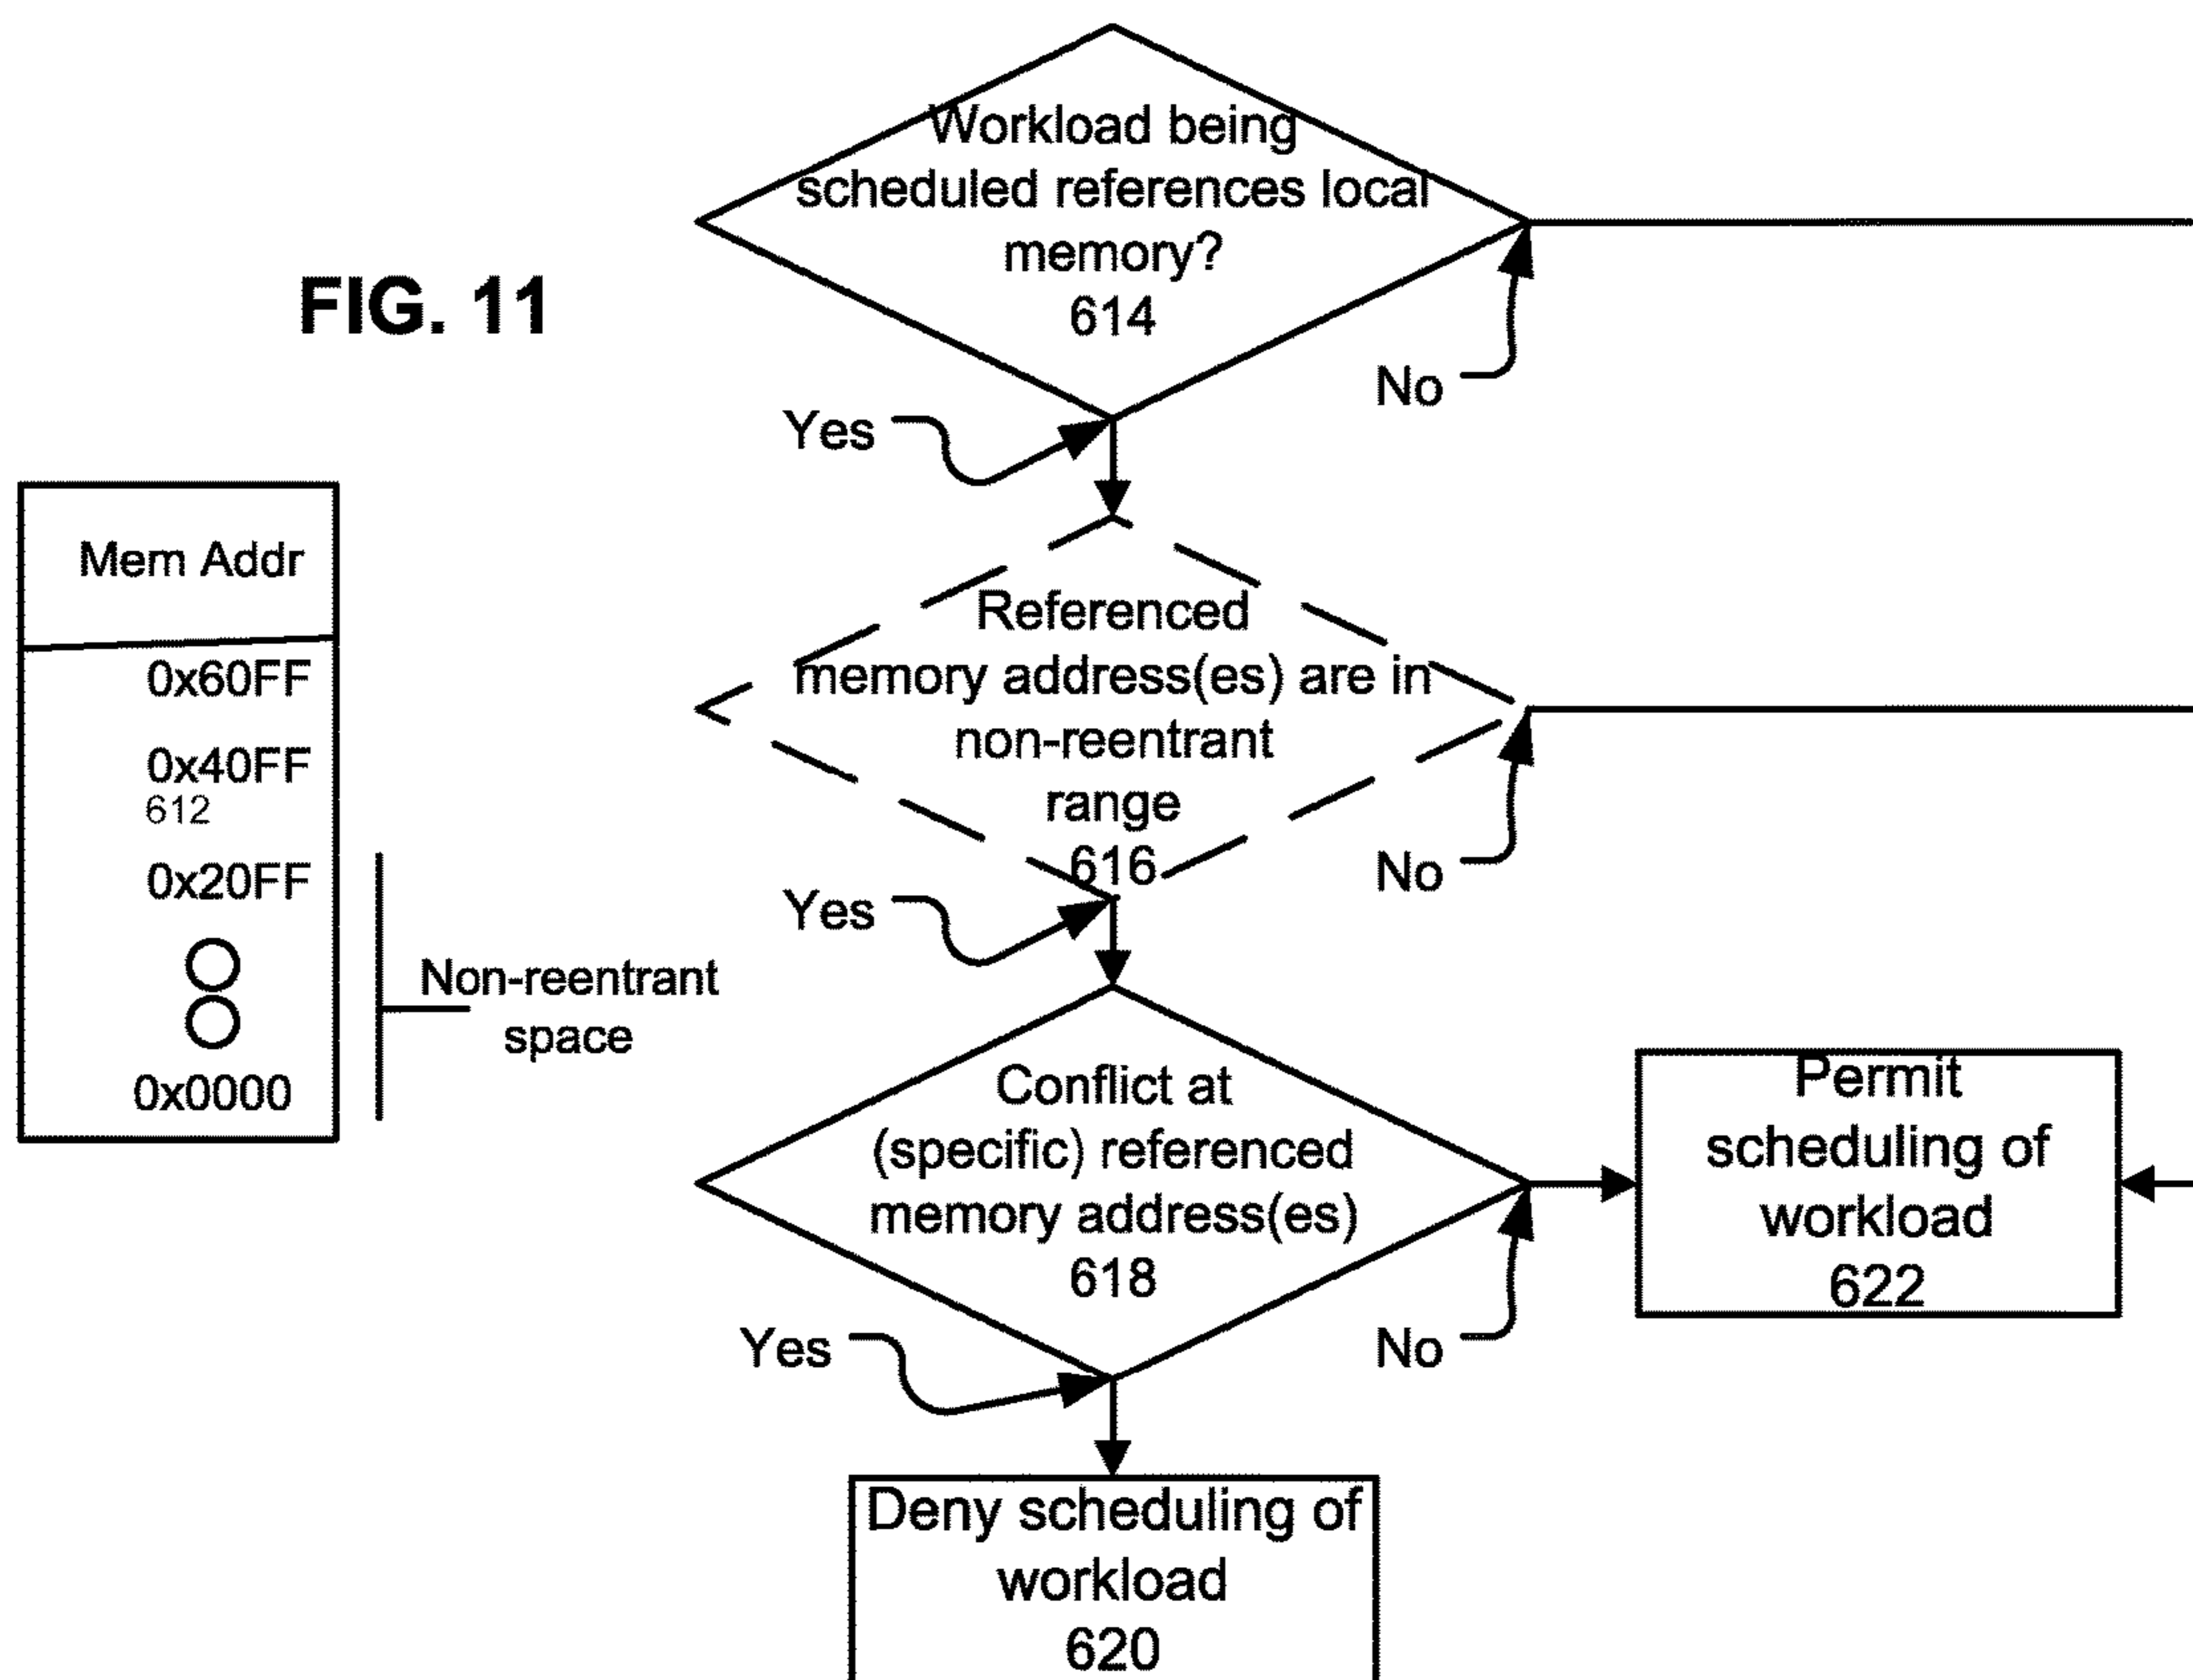 FIG. 11
Workload being
scheduled references local
memory?
614
No
Yes
Mem Addr
0x60FF
0x40FF
612
0x20FF
0x0000
Non-reentrant
space
Referenced
memory address(es) are in
non-reentrant
range
616
No
Yes
Conflict at
(specific) referenced
memory address(es)
618
No
Yes
Permit
scheduling of
workload
622
Deny scheduling of
workload
620